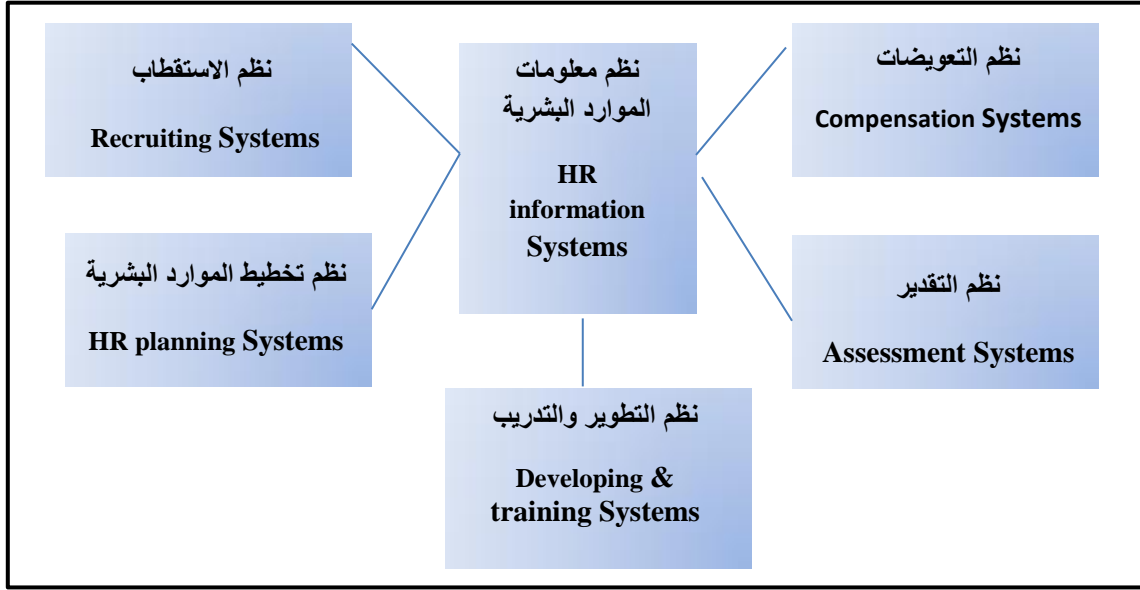 نظم الاستقطاب
Recruiting Systems
نظم معلومات
الموارد البشرية
HR
information
Systems
نظم التعويضات
Compensation Systems
نظم تخطيط الموارد البشرية
HR planning Systems
نظم التقدير
Assessment Systems
نظم التطوير والتدريب
Developing &
training Systems